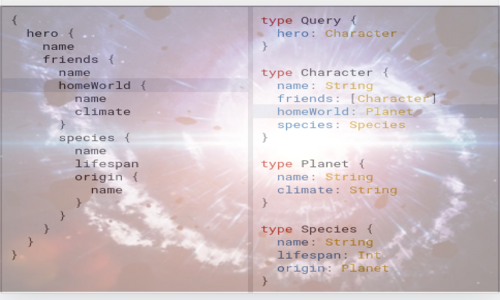 {
  hero {
    name
    friends {
      name
      homeWorld {
        name
        climate
      }
      species {
        name
        lifespan
        origin {
          name
        }
      }
    }
  }
}
type Query {
  hero: Character
}

type Character {
  name: String
  friends: [Character]
  homeWorld: Planet
  species: Species
}

type Planet {
  name: String
  climate: String
}

type Species {
  name: String
  lifespan: Int
  origin: Planet
}